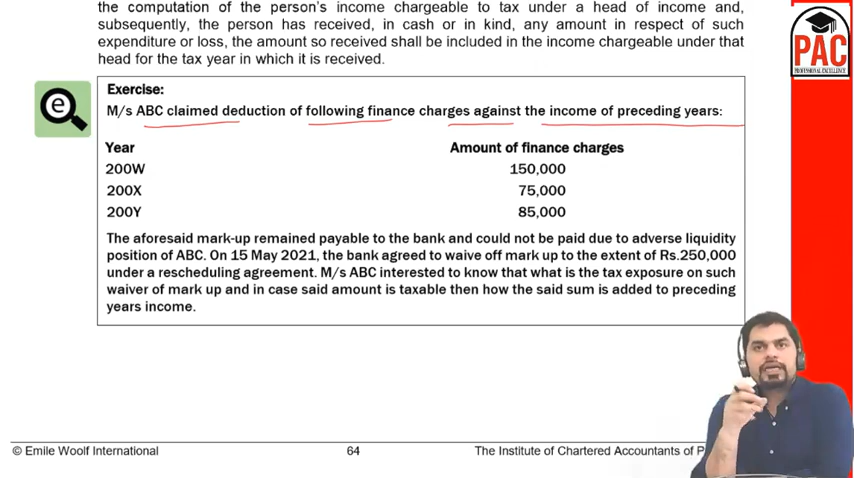 the computation of the person's income chargeable to tax under a head of income and,
subsequently, the person has received, in cash or in kind, any amount in respect of such
expenditure or loss, the amount so received shall be included in the income chargeable under that
head for the tax year in which it is received.
PAC
PROFESSIONAL EXCELLENCE
e
Exercise:
M/s ABC claimed deduction of following finance charges against the income of preceding years:
Year Amount of finance charges
200W 150,000
200X 75,000
200Y 85,000
The aforesaid mark-up remained payable to the bank and could not be paid due to adverse liquidity
position of ABC. On 15 May 2021, the bank agreed to waive off mark up to the extent of Rs.250,000
under a rescheduling agreement. M/s ABC interested to know that what is the tax exposure on such
waiver of mark up and in case said amount is taxable then how the said sum is added to preceding
years income.
© Emile Woolf International 64 The Institute of Chartered Accountants of P